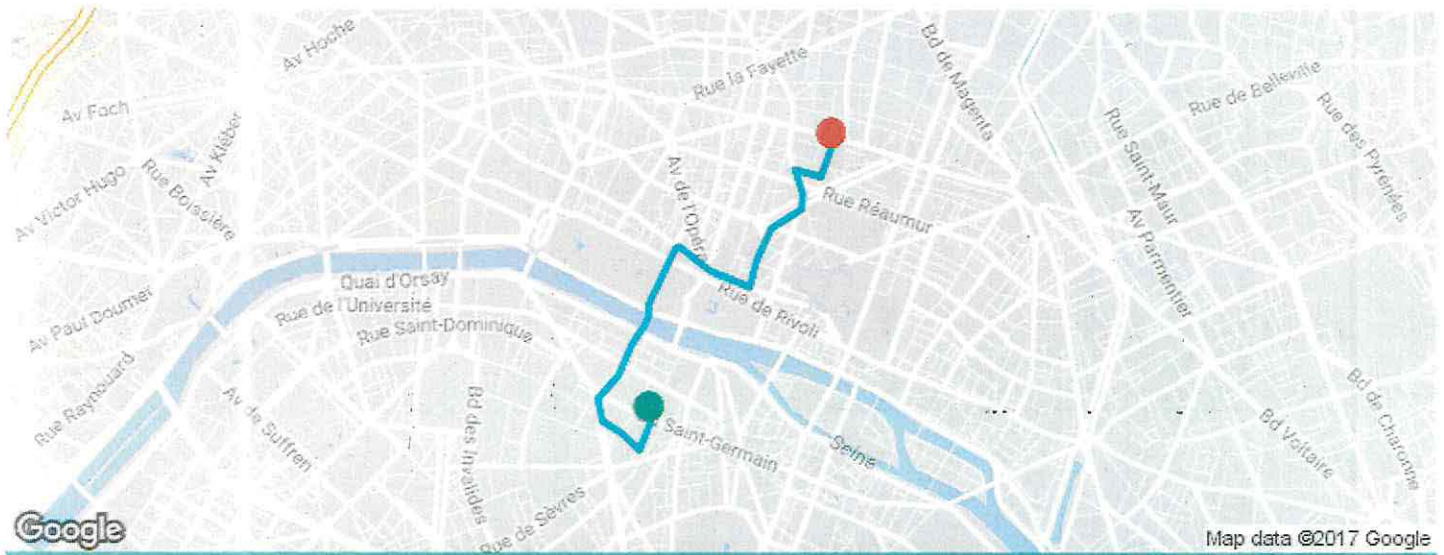 Av Hoche
Bd de Magenta
Rue la Fayette
Rue de Belleville
Av Foch
Rue des Pyrénées
Av Kléber
Rue Saint-Maur
Av Victor Hugo
Rue Boissière
Av de l'Opéra
Rue Réaumur
Av Parmentier
Quai d'Orsay
Rue de l'Université
Rue de Rivoli
Av Paul Doumer
Rue Saint-Dominique
Rue Raynouard
Av de Suffren
Bd des Invalides
Saint-Germain
Seine
Bd Voltaire
Bd de Charonne
Rue de Sèvres
Google
Map data ©2017 Google